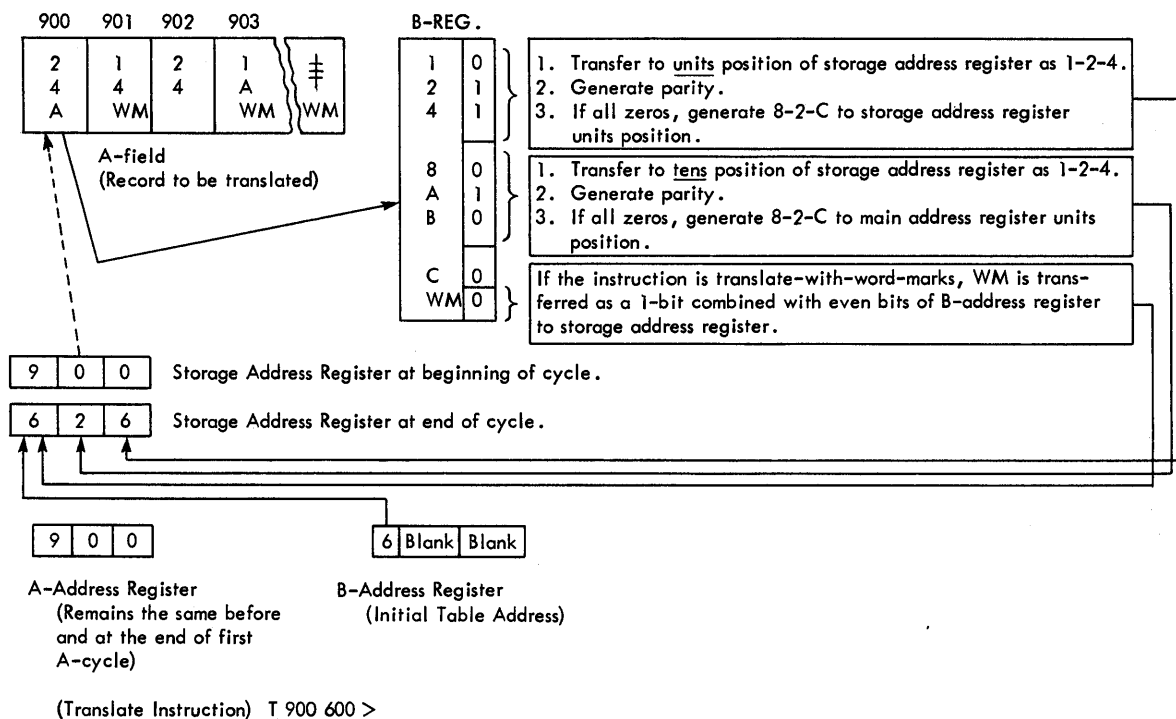 900 901 902 903
2 1 2 1 ⧧
4 4 4 A
A WM WM WM
A-field
(Record to be translated)
B-REG.
1 0
2 1
4 1
8 0
A 1
B 0
C 0
WM 0
1. Transfer to units position of storage address register as 1-2-4.
2. Generate parity.
3. If all zeros, generate 8-2-C to storage address register
units position.
1. Transfer to tens position of storage address register as 1-2-4.
2. Generate parity.
3. If all zeros, generate 8-2-C to main address register units
position.
If the instruction is translate-with-word-marks, WM is trans-
ferred as a 1-bit combined with even bits of B-address register
to storage address register.
9 0 0 Storage Address Register at beginning of cycle.
6 2 6 Storage Address Register at end of cycle.
9 0 0
A-Address Register
(Remains the same before
and at the end of first
A-cycle)
6 Blank Blank
B-Address Register
(Initial Table Address)
(Translate Instruction) T 900 600 >